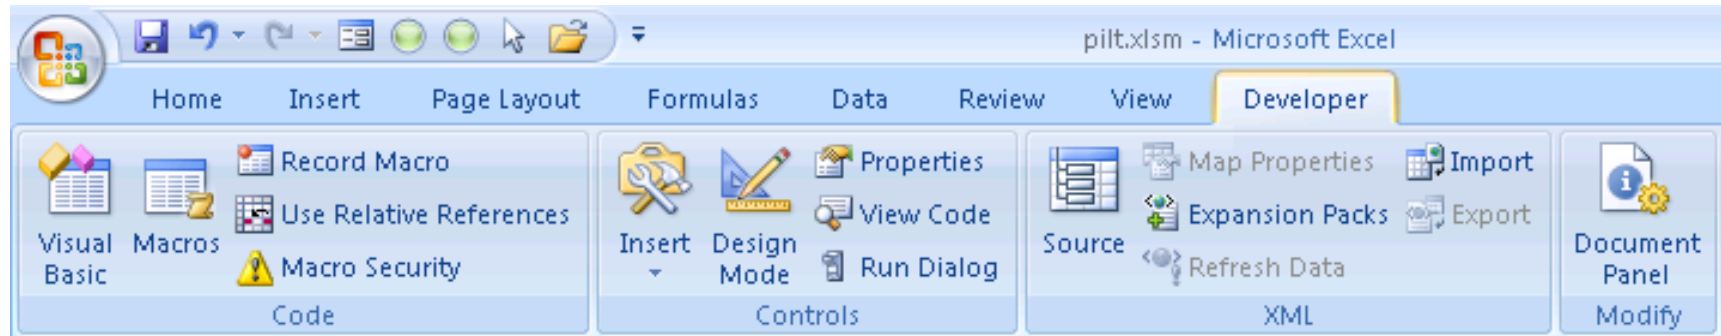 pilt.xlsm - Microsoft Excel
Home Insert Page Layout Formulas Data Review View Developer
Visual Basic
Macros
Record Macro
Use Relative References
Macro Security
Code
Insert
Design Mode
Properties
View Code
Run Dialog
Controls
Source
Map Properties
Expansion Packs
Refresh Data
Import
Export
XML
Document Panel
Modify